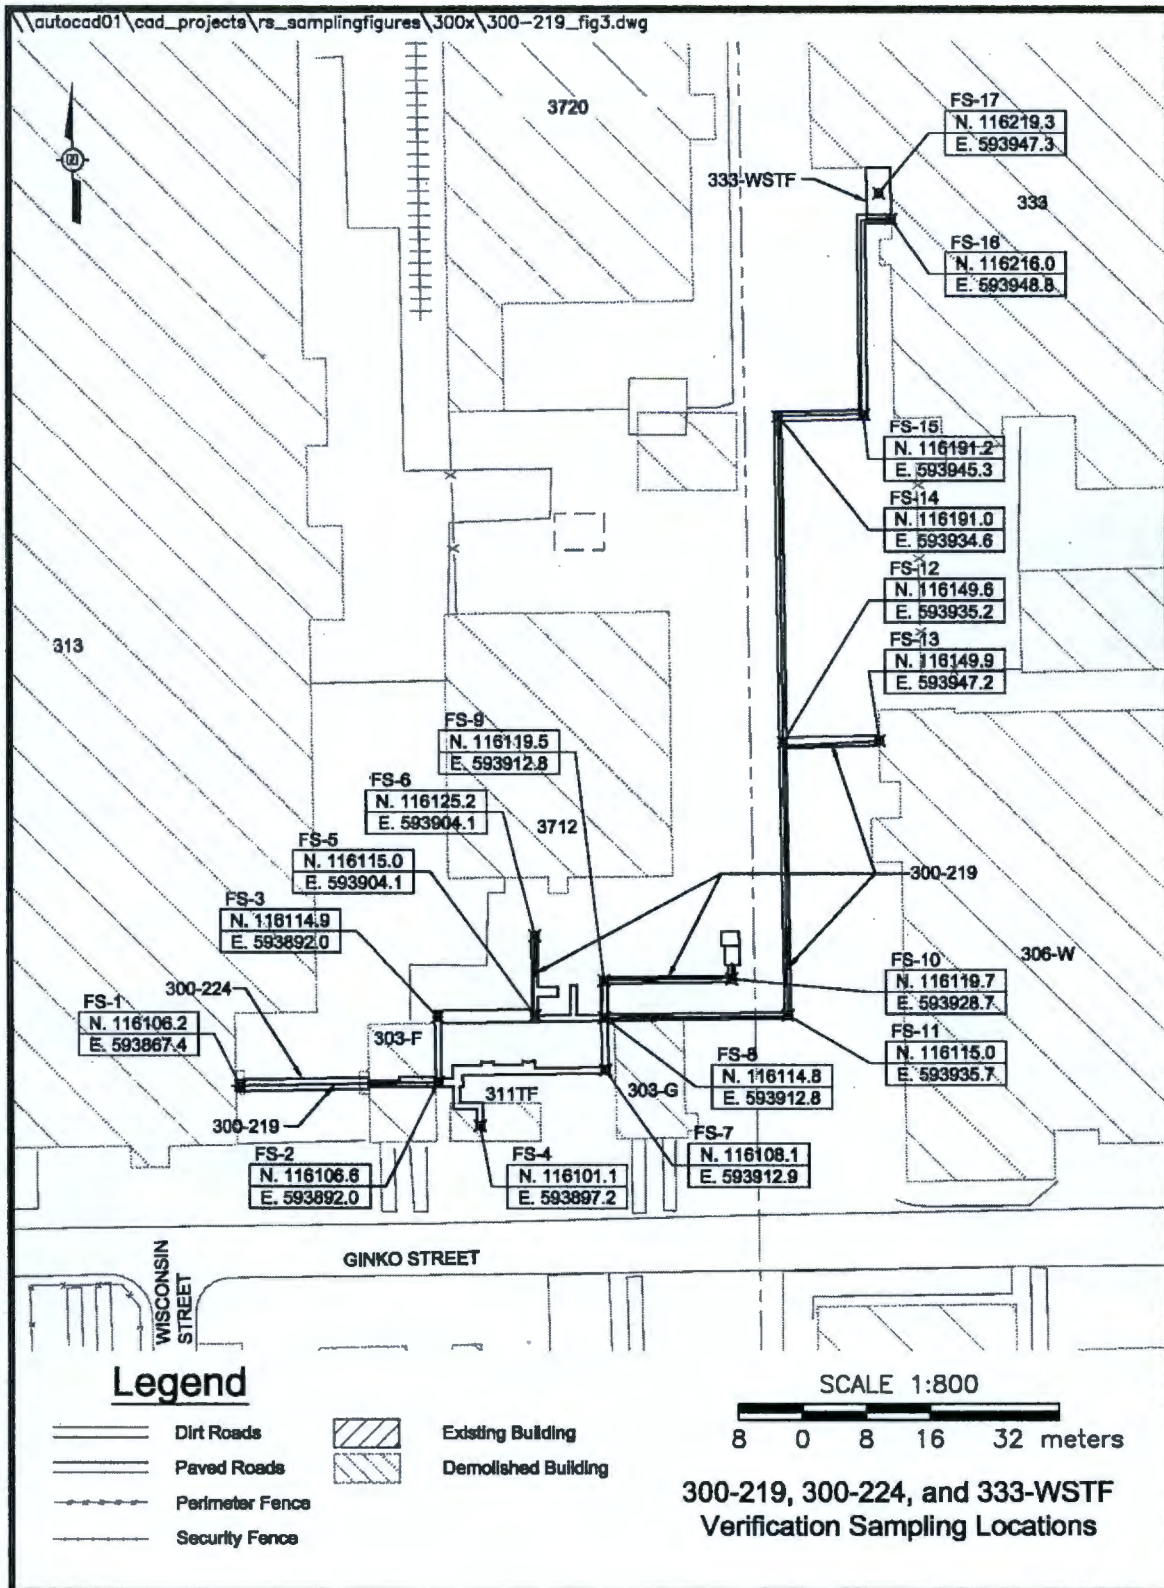 \\autocad01\cad_projects\rs_samplingfigures\300x\300-219_fig3.dwg
3720
FS-17
N. 116219.3
E. 593947.3
333-WSTF
333
FS-16
N. 116216.0
E. 593948.8
FS-15
N. 116191.2
E. 593945.3
FS-14
N. 116191.0
E. 593934.6
FS-12
N. 116149.6
E. 593935.2
313
FS-13
N. 116149.9
E. 593947.2
FS-9
N. 116119.5
E. 593912.8
FS-6
N. 116125.2
E. 593904.1
3712
FS-5
N. 116115.0
E. 593904.1
300-219
FS-3
N. 116114.9
E. 593892.0
306-W
FS-10
N. 116119.7
E. 593928.7
300-224
FS-1
N. 116106.2
E. 593867.4
303-F
FS-11
N. 116115.0
E. 593935.7
FS-8
N. 116114.8
E. 593912.8
311TF
303-G
300-219
FS-7
N. 116108.1
E. 593912.9
FS-2
N. 116106.6
E. 593892.0
FS-4
N. 116101.1
E. 593897.2
GINKO STREET
WISCONSIN
STREET
Legend
Dirt Roads
Paved Roads
Perimeter Fence
Security Fence
Existing Building
Demolished Building
SCALE 1:800
8 0 8 16 32 meters
300-219, 300-224, and 333-WSTF
Verification Sampling Locations